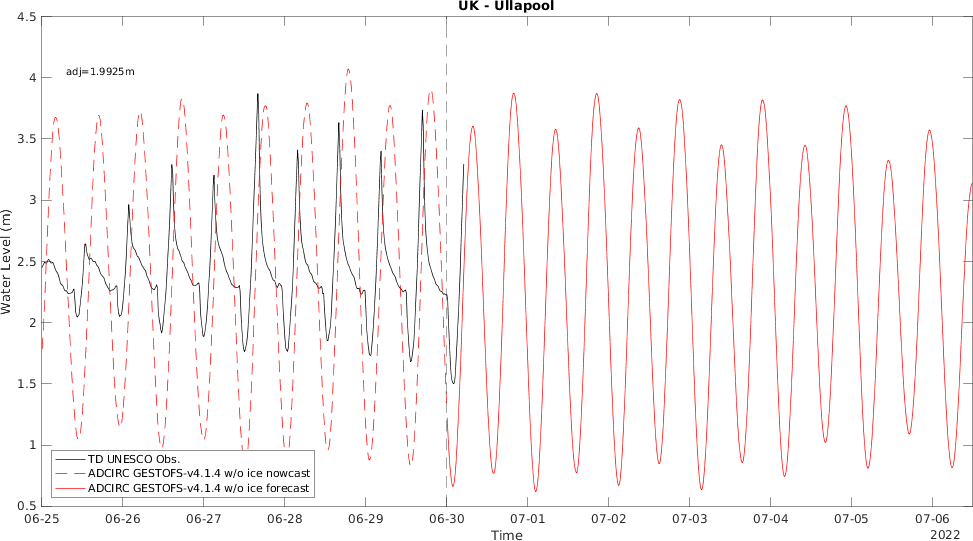 UK - Ullapool
4.5
4
3.5
3
2.5
2
1.5
1
0.5
Water Level (m)
adj=1.9925m
TD UNESCO Obs.
ADCIRC GESTOFS-v4.1.4 w/o ice nowcast
ADCIRC GESTOFS-v4.1.4 w/o ice forecast
06-25 06-26 06-27 06-28 06-29 06-30 07-01 07-02 07-03 07-04 07-05 07-06
Time
2022